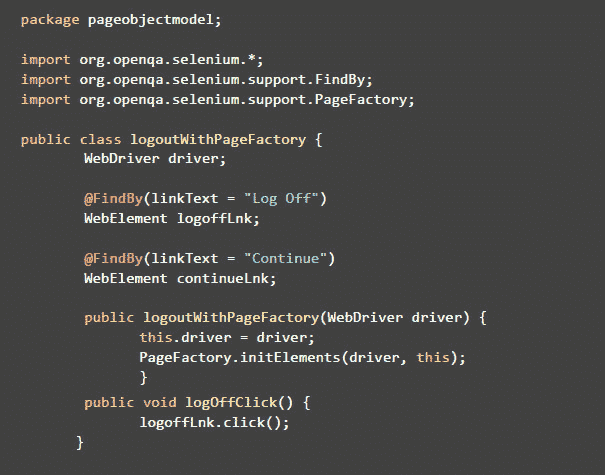 package pageobjectmodel;
import org.openqa.selenium.*;
import org.openqa.selenium.support.FindBy;
import org.openqa.selenium.support.PageFactory;
public class logoutWithPageFactory {
WebDriver driver;
@FindBy(linkText = "Log Off")
WebElement logoffLnk;
@FindBy(linkText = "Continue")
WebElement continueLnk;
public logoutWithPageFactory(WebDriver driver) {
this.driver = driver;
PageFactory.initElements(driver, this);
}
public void logOffClick() {
logoffLnk.click();
}